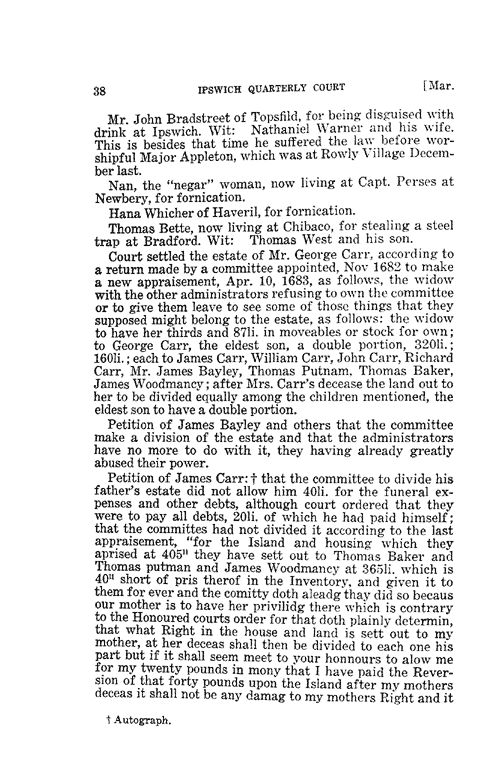 38 IPSWICH QUARTERLY COURT [Mar.
Mr. John Bradstreet of Topsfild, for being disguised with
drink at Ipswich. Wit: Nathaniel Warner and his wife.
This is besides that time he suffered the law before wor-
shipful Major Appleton, which was at Rowly Village Decem-
ber last.
Nan, the "negar" woman, now living at Capt. Perses at
Newbery, for fornication.
Hana Whicher of Haveril, for fornication.
Thomas Bette, now living at Chibaco, for stealing a steel
trap at Bradford. Wit: Thomas West and his son.
Court settled the estate of Mr. George Carr, according to
a return made by a committee appointed, Nov 1682 to make
a new appraisement, Apr. 10, 1683, as follows, the widow
with the other administrators refusing to own the committee
or to give them leave to see some of those things that they
supposed might belong to the estate, as follows: the widow
to have her thirds and 87li. in moveables or stock for own;
to George Carr, the eldest son, a double portion, 320li.;
160li.; each to James Carr, William Carr, John Carr, Richard
Carr, Mr. James Bayley, Thomas Putnam, Thomas Baker,
James Woodmancy; after Mrs. Carr's decease the land out to
her to be divided equally among the children mentioned, the
eldest son to have a double portion.
Petition of James Bayley and others that the committee
make a division of the estate and that the administrators
have no more to do with it, they having already greatly
abused their power.
Petition of James Carr:† that the committee to divide his
father's estate did not allow him 40li. for the funeral ex-
penses and other debts, although court ordered that they
were to pay all debts, 20li. of which he had paid himself;
that the committes had not divided it according to the last
appraisement, "for the Island and housing which they
aprised at 405ˡⁱ they have sett out to Thomas Baker and
Thomas putman and James Woodmancy at 365li. which is
40ˡⁱ short of pris therof in the Inventory, and given it to
them for ever and the comitty doth aleadg thay did so becaus
our mother is to have her privilidg there which is contrary
to the Honoured courts order for that doth plainly determin,
that what Right in the house and land is sett out to my
mother, at her deceas shall then be divided to each one his
part but if it shall seem meet to your honnours to alow me
for my twenty pounds in mony that I have paid the Rever-
sion of that forty pounds upon the Island after my mothers
deceas it shall not be any damag to my mothers Right and it
† Autograph.